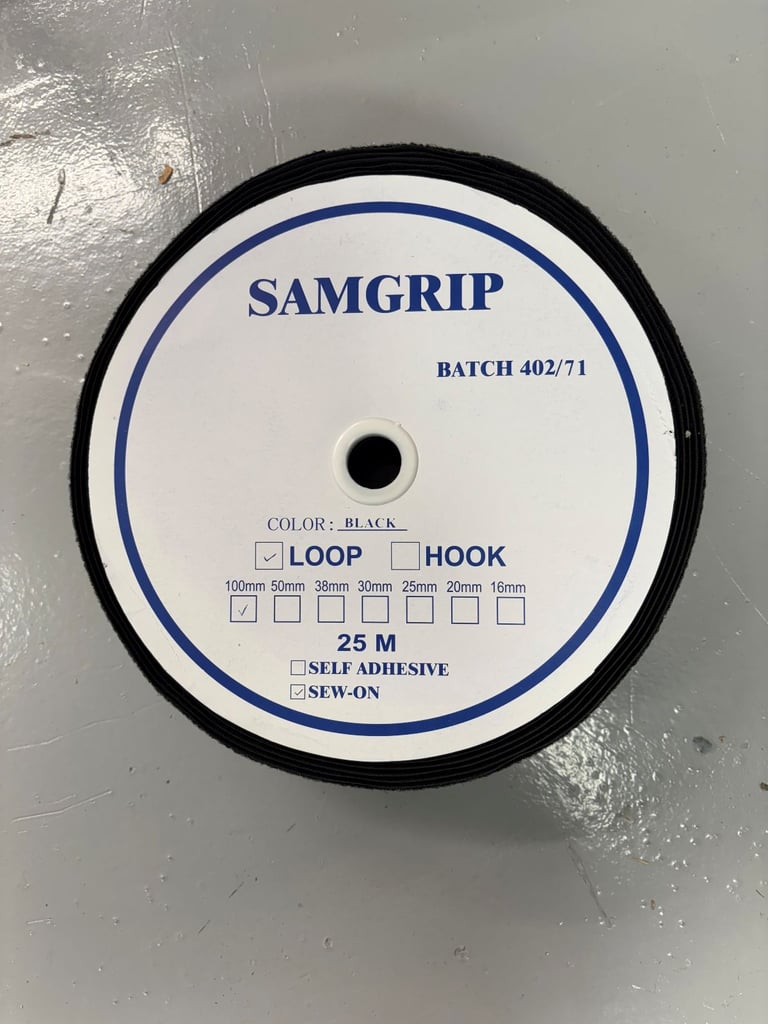 SAMGRIP
BATCH 402/71
COLOR: BLACK
LOOP HOOK
100mm 50mm 38mm 30mm 25mm 20mm 16mm
25 M
SELF ADHESIVE
SEW-ON